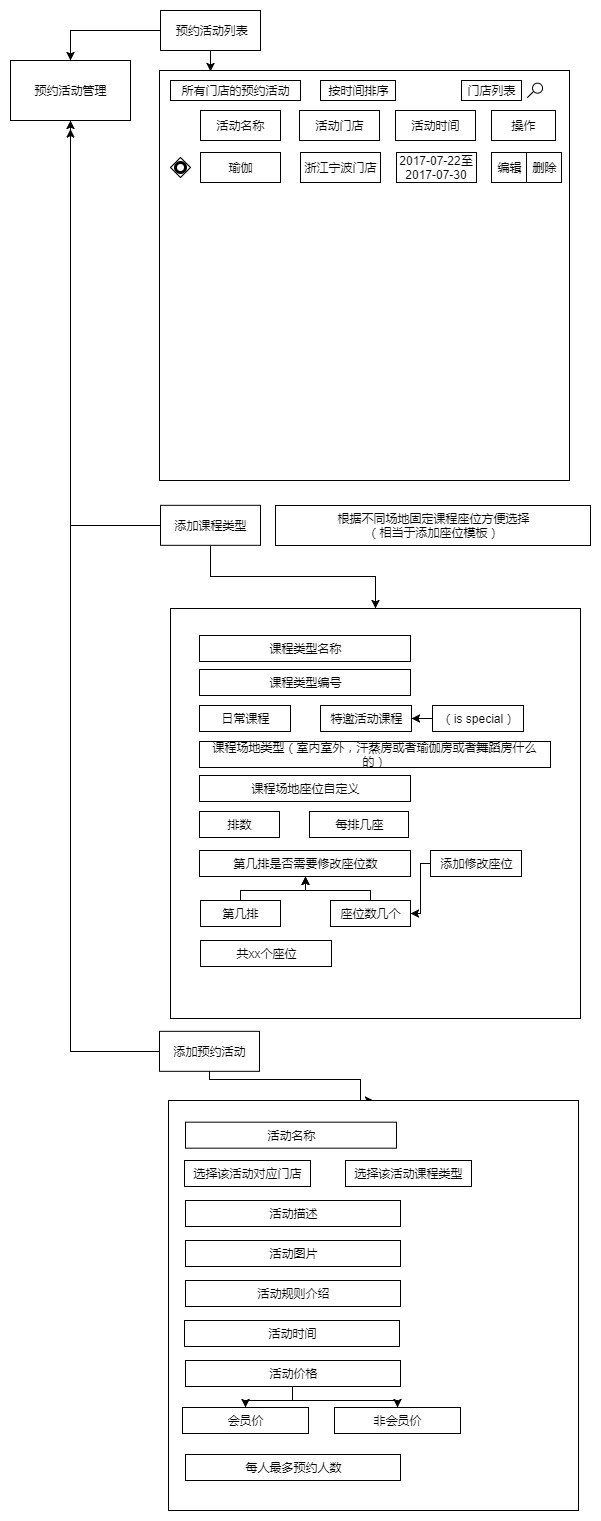 预约活动列表
预约活动管理
所有门店的预约活动
按时间排序
门店列表
活动名称
活动门店
活动时间
操作
瑜伽
浙江宁波门店
2017-07-22至
2017-07-30
编辑
删除
添加课程类型
根据不同场地固定课程座位方便选择
（相当于添加座位模板）
课程类型名称
课程类型编号
日常课程
特邀活动课程
（is special）
课程场地类型（室内室外，汗蒸房或者瑜伽房或者舞蹈房什么
的）
课程场地座位自定义
排数
每排几座
第几排是否需要修改座位数
添加修改座位
第几排
座位数几个
共xx个座位
添加预约活动
活动名称
选择该活动对应门店
选择该活动课程类型
活动描述
活动图片
活动规则介绍
活动时间
活动价格
会员价
非会员价
每人最多预约人数